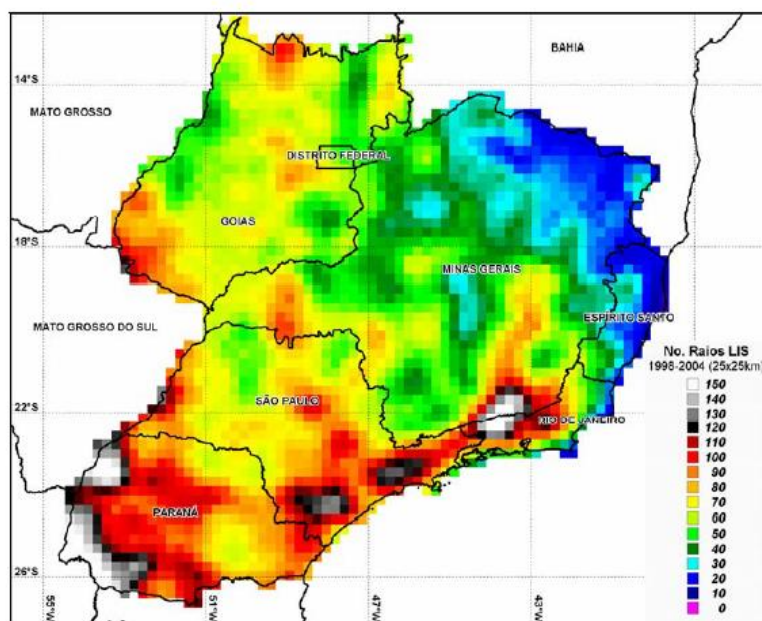 BAHIA
14°S
MATO GROSSO
DISTRITO FEDERAL
GOIAS
18°S
MINAS GERAIS
ESPIRITO SANTO
MATO GROSSO DO SUL
No. Raios LIS
1998-2004 (25x25km)
150
140
130
120
110
100
90
80
70
60
50
40
30
20
10
0
SÃO PAULO
22°S
RIO DE JANEIRO
PARANÁ
26°S
55°W
51°W
47°W
43°W